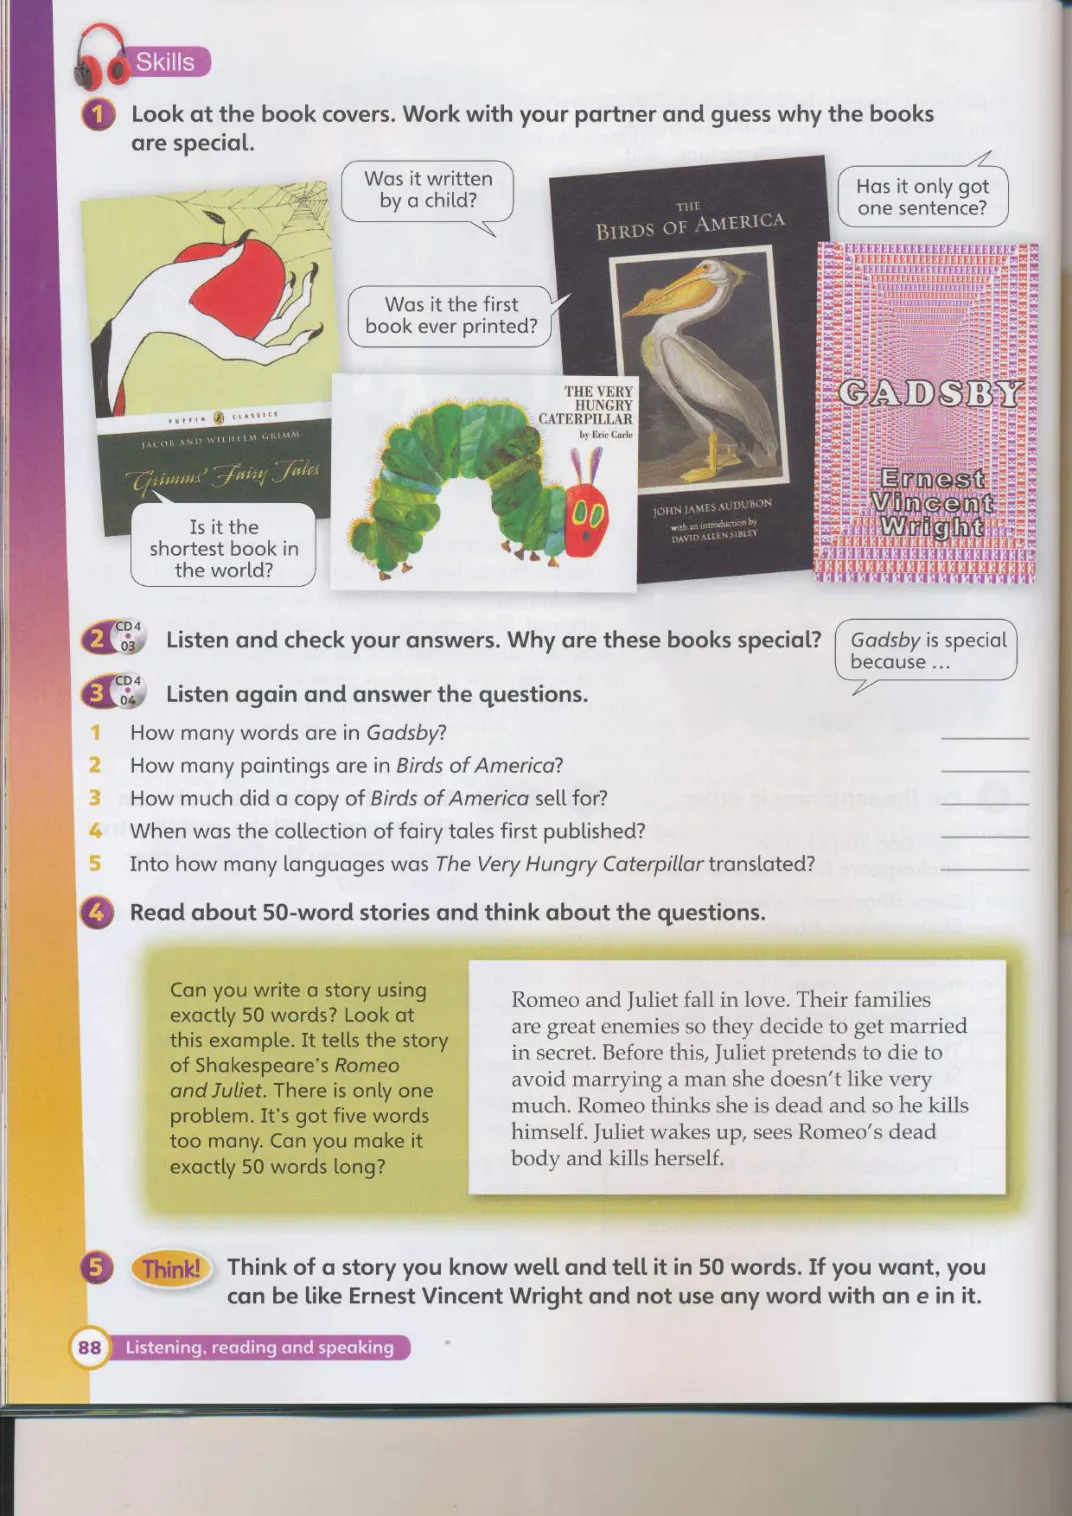 Skills
1 Look at the book covers. Work with your partner and guess why the books
are special.
Was it written
by a child?
Has it only got
one sentence?
Was it the first
book ever printed?
Is it the
shortest book in
the world?
PUFFIN CLASSICS
JACOB AND WILHELM GRIMM
Grimms' Fairy Tales
THE VERY
HUNGRY
CATERPILLAR
by Eric Carle
THE
BIRDS OF AMERICA
JOHN JAMES AUDUBON
with an introduction by
DAVID ALLEN SIBLEY
GADSBY
Ernest
Vincent
Wright
2 CD4 03 Listen and check your answers. Why are these books special?
Gadsby is special
because ...
3 CD4 04 Listen again and answer the questions.
1 How many words are in Gadsby?
2 How many paintings are in Birds of America?
3 How much did a copy of Birds of America sell for?
4 When was the collection of fairy tales first published?
5 Into how many languages was The Very Hungry Caterpillar translated?
4 Read about 50-word stories and think about the questions.
Can you write a story using
exactly 50 words? Look at
this example. It tells the story
of Shakespeare's Romeo
and Juliet. There is only one
problem. It's got five words
too many. Can you make it
exactly 50 words long?
Romeo and Juliet fall in love. Their families
are great enemies so they decide to get married
in secret. Before this, Juliet pretends to die to
avoid marrying a man she doesn't like very
much. Romeo thinks she is dead and so he kills
himself. Juliet wakes up, sees Romeo's dead
body and kills herself.
5 Think! Think of a story you know well and tell it in 50 words. If you want, you
can be like Ernest Vincent Wright and not use any word with an e in it.
88 Listening, reading and speaking